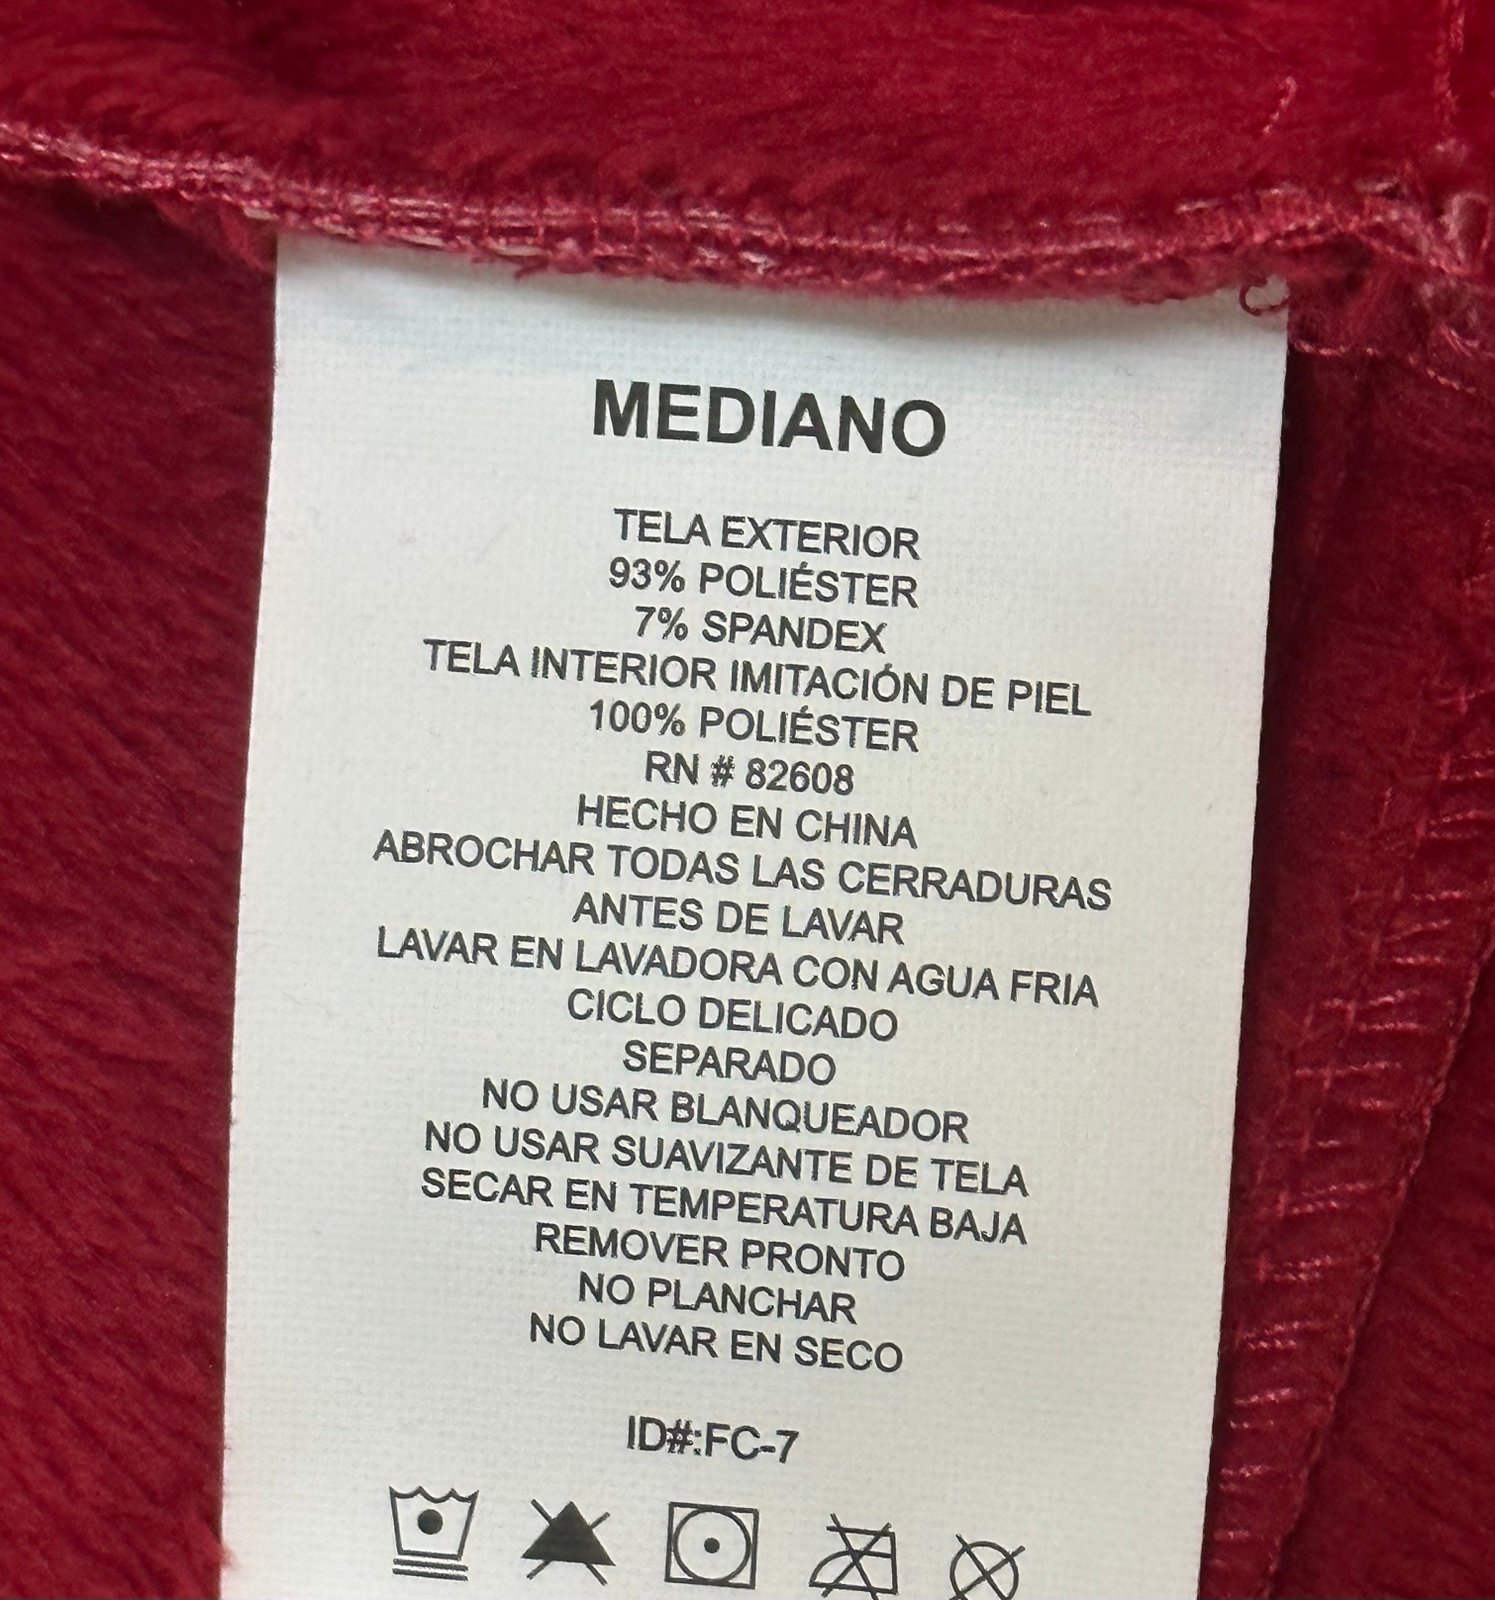 MEDIANO
TELA EXTERIOR
93% POLIÉSTER
7% SPANDEX
TELA INTERIOR IMITACIÓN DE PIEL
100% POLIÉSTER
RN # 82608
HECHO EN CHINA
ABROCHAR TODAS LAS CERRADURAS
ANTES DE LAVAR
LAVAR EN LAVADORA CON AGUA FRIA
CICLO DELICADO
SEPARADO
NO USAR BLANQUEADOR
NO USAR SUAVIZANTE DE TELA
SECAR EN TEMPERATURA BAJA
REMOVER PRONTO
NO PLANCHAR
NO LAVAR EN SECO
ID#:FC-7